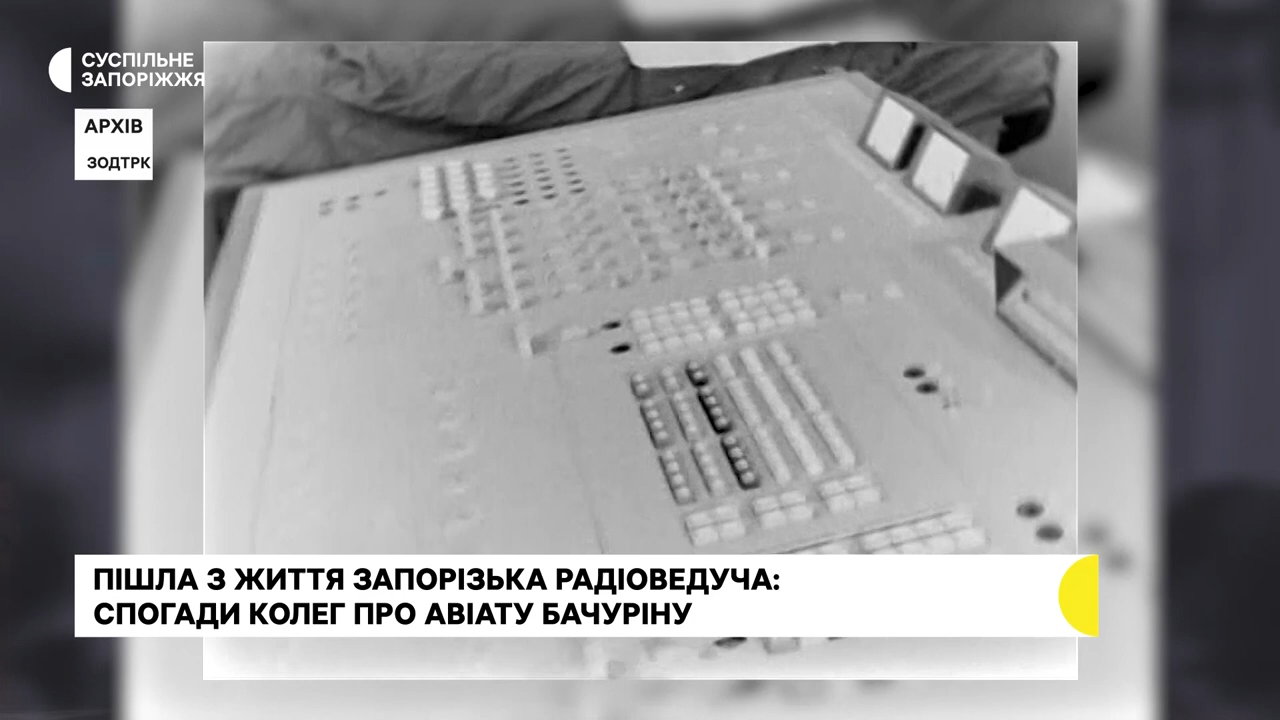 СУСПІЛЬНЕ
ЗАПОРІЖЖЯ
АРХІВ
ЗОДТРК
ПІШЛА З ЖИТТЯ ЗАПОРІЗЬКА РАДІОВЕДУЧА:
СПОГАДИ КОЛЕГ ПРО АВІАТУ БАЧУРІНУ